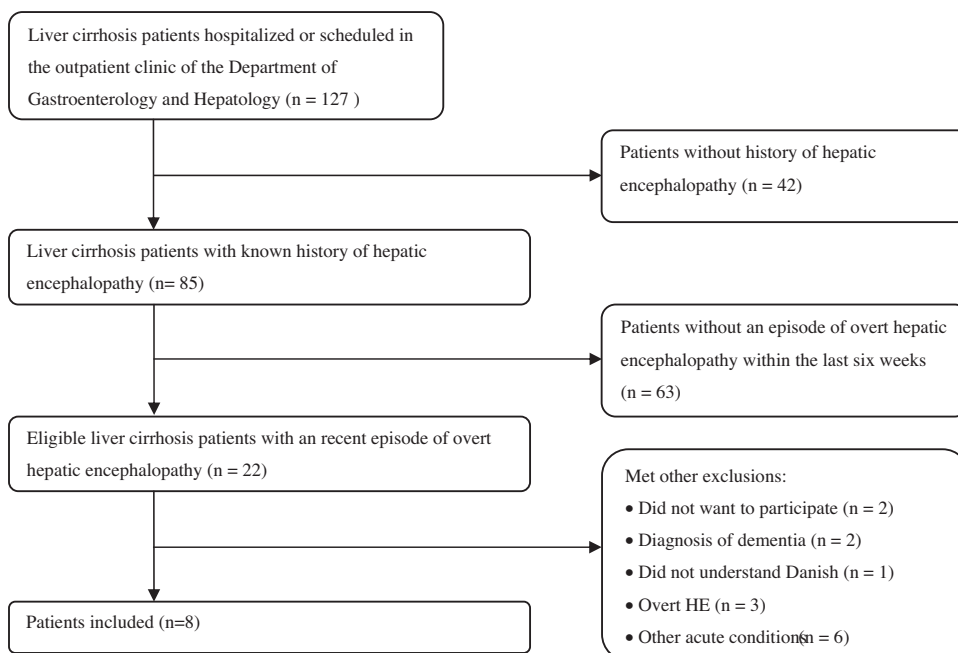 Liver cirrhosis patients hospitalized or scheduled in
the outpatient clinic of the Department of
Gastroenterology and Hepatology (n = 127 )
Patients without history of hepatic
encephalopathy (n = 42)
Liver cirrhosis patients with known history of hepatic
encephalopathy (n= 85)
Patients without an episode of overt hepatic
encephalopathy within the last six weeks
(n = 63)
Eligible liver cirrhosis patients with an recent episode of overt
hepatic encephalopathy (n = 22)
Met other exclusions:
• Did not want to participate (n = 2)
• Diagnosis of dementia (n = 2)
• Did not understand Danish (n = 1)
• Overt HE (n = 3)
• Other acute conditions(n = 6)
Patients included (n=8)